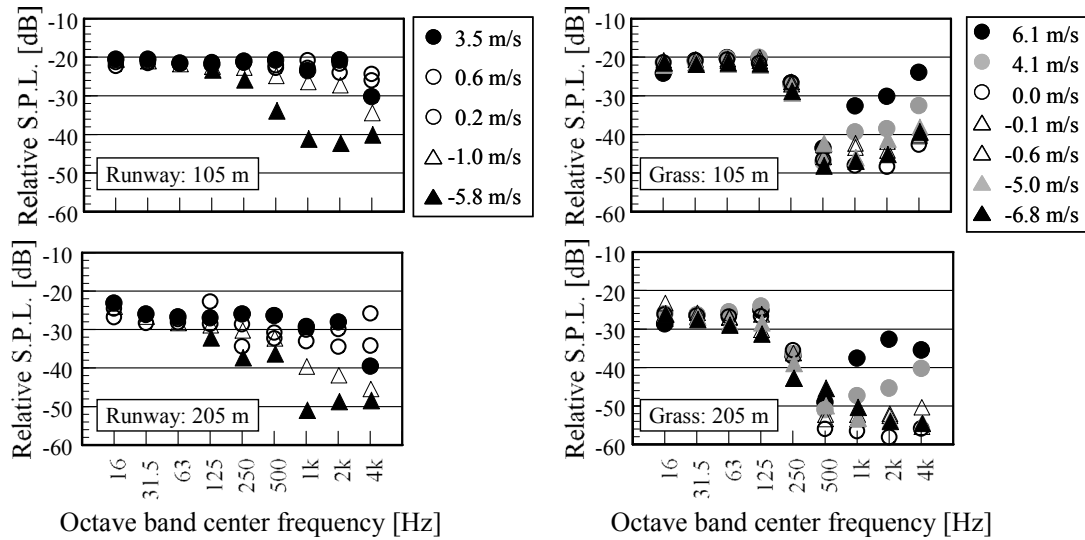 Relative S.P.L. [dB]
-10
-20
-30
-40
-50
-60
Runway: 105 m
3.5 m/s
0.6 m/s
0.2 m/s
-1.0 m/s
-5.8 m/s
Relative S.P.L. [dB]
-10
-20
-30
-40
-50
-60
Grass: 105 m
6.1 m/s
4.1 m/s
0.0 m/s
-0.1 m/s
-0.6 m/s
-5.0 m/s
-6.8 m/s
Relative S.P.L. [dB]
-10
-20
-30
-40
-50
-60
Runway: 205 m
16
31.5
63
125
250
500
1k
2k
4k
Octave band center frequency [Hz]
Relative S.P.L. [dB]
-10
-20
-30
-40
-50
-60
Grass: 205 m
16
31.5
63
125
250
500
1k
2k
4k
Octave band center frequency [Hz]